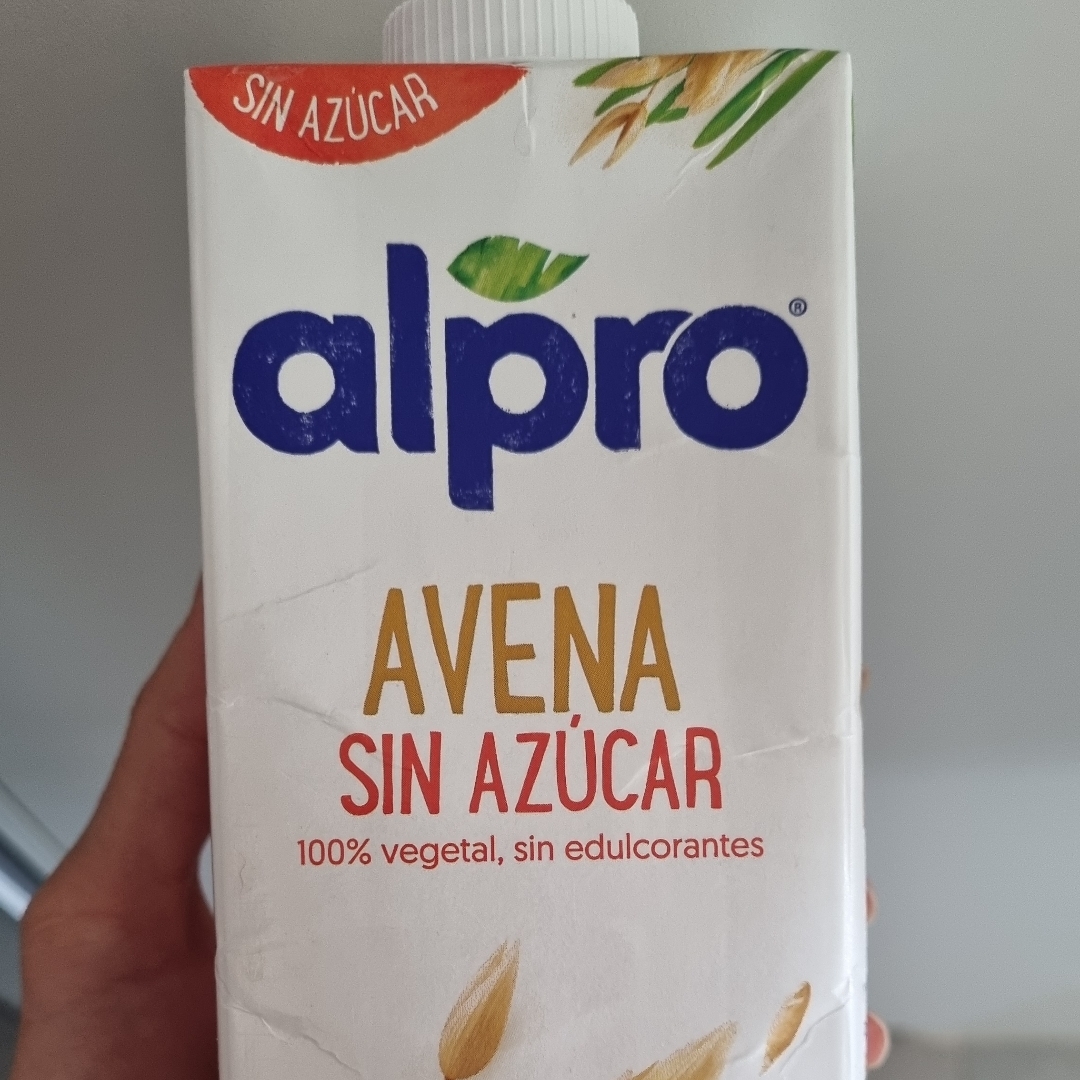 SIN AZÚCAR
alpro®
AVENA
SIN AZÚCAR
100% vegetal, sin edulcorantes